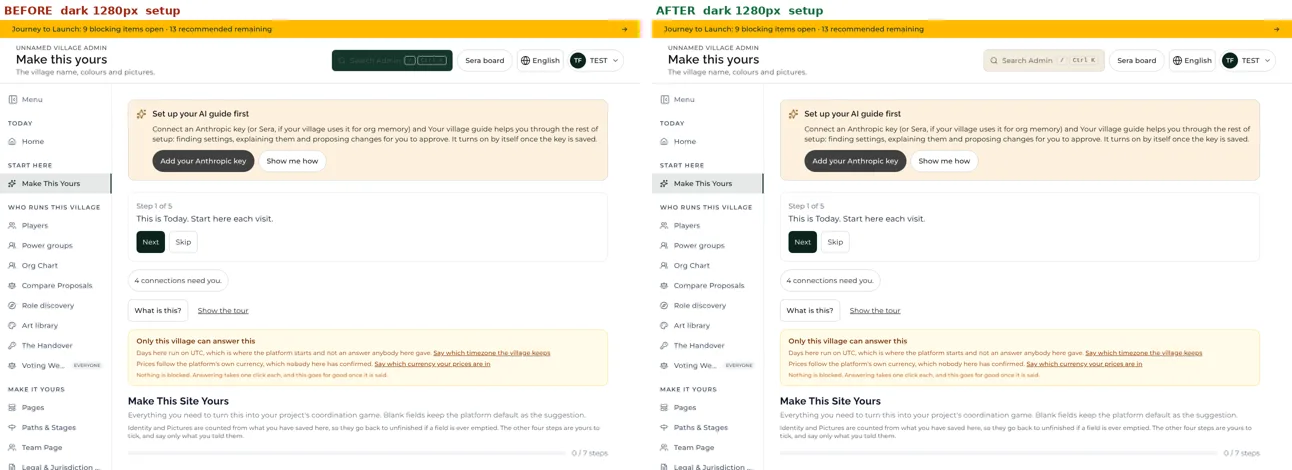 BEFORE dark 1280px setup
Journey to Launch: 9 blocking items open · 13 recommended remaining →
UNNAMED VILLAGE ADMIN
Make this yours
The village name, colours and pictures.
Search Admin / Ctrl K
Sera board
English
TF TEST
Menu
TODAY
Home
START HERE
Make This Yours
WHO RUNS THIS VILLAGE
Players
Power groups
Org Chart
Compare Proposals
Role discovery
Art library
The Handover
Voting We... EVERYONE
MAKE IT YOURS
Pages
Paths & Stages
Team Page
Legal & Jurisdiction ...
Set up your AI guide first
Connect an Anthropic key (or Sera, if your village uses it for org memory) and Your village guide helps you through the rest of
setup: finding settings, explaining them and proposing changes for you to approve. It turns on by itself once the key is saved.
Add your Anthropic key
Show me how
Step 1 of 5
This is Today. Start here each visit.
Next
Skip
4 connections need you.
What is this?
Show the tour
Only this village can answer this
Days here run on UTC, which is where the platform starts and not an answer anybody here gave. Say which timezone the village keeps
Prices follow the platform's own currency, which nobody here has confirmed. Say which currency your prices are in
Nothing is blocked. Answering takes one click each, and this goes for good once it is said.
Make This Site Yours
Everything you need to turn this into your project's coordination game. Blank fields keep the platform default as the suggestion.
Identity and Pictures are counted from what you have saved here, so they go back to unfinished if a field is ever emptied. The other four steps are yours to
tick, and say only what you told them.
0 / 7 steps
AFTER dark 1280px setup
Journey to Launch: 9 blocking items open · 13 recommended remaining →
UNNAMED VILLAGE ADMIN
Make this yours
The village name, colours and pictures.
Search Admin / Ctrl K
Sera board
English
TF TEST
Menu
TODAY
Home
START HERE
Make This Yours
WHO RUNS THIS VILLAGE
Players
Power groups
Org Chart
Compare Proposals
Role discovery
Art library
The Handover
Voting We... EVERYONE
MAKE IT YOURS
Pages
Paths & Stages
Team Page
Legal & Jurisdiction ...
Set up your AI guide first
Connect an Anthropic key (or Sera, if your village uses it for org memory) and Your village guide helps you through the rest of
setup: finding settings, explaining them and proposing changes for you to approve. It turns on by itself once the key is saved.
Add your Anthropic key
Show me how
Step 1 of 5
This is Today. Start here each visit.
Next
Skip
4 connections need you.
What is this?
Show the tour
Only this village can answer this
Days here run on UTC, which is where the platform starts and not an answer anybody here gave. Say which timezone the village keeps
Prices follow the platform's own currency, which nobody here has confirmed. Say which currency your prices are in
Nothing is blocked. Answering takes one click each, and this goes for good once it is said.
Make This Site Yours
Everything you need to turn this into your project's coordination game. Blank fields keep the platform default as the suggestion.
Identity and Pictures are counted from what you have saved here, so they go back to unfinished if a field is ever emptied. The other four steps are yours to
tick, and say only what you told them.
0 / 7 steps